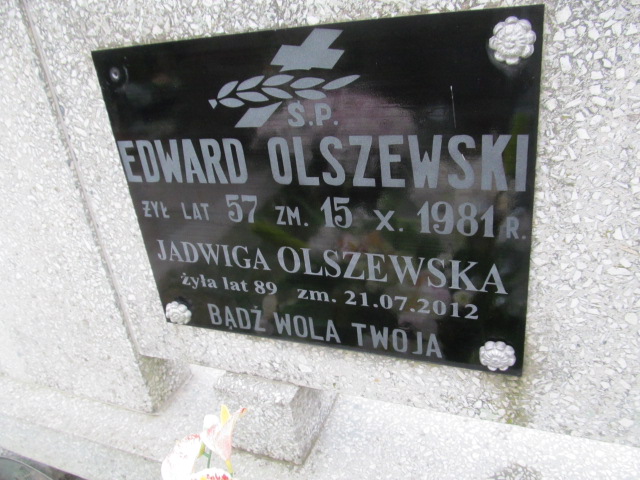 Ś.P.
EDWARD OLSZEWSKI
ŻYŁ LAT 57 ZM. 15 X. 1981 R.
JADWIGA OLSZEWSKA
żyła lat 89 zm. 21.07.2012
BĄDŹ WOLA TWOJA